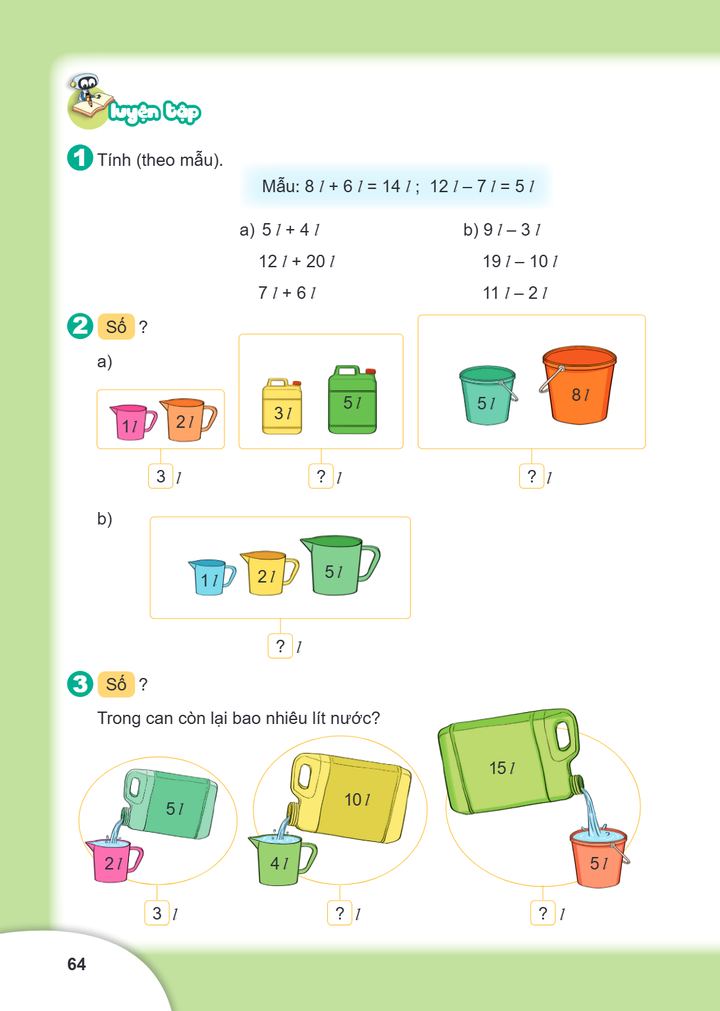 luyện tập
1 Tính (theo mẫu).
Mẫu: 8 l + 6 l = 14 l ; 12 l – 7 l = 5 l
a) 5 l + 4 l b) 9 l – 3 l
12 l + 20 l 19 l – 10 l
7 l + 6 l 11 l – 2 l
2 Số ?
a)
1 l 2 l 3 l 5 l 5 l 8 l
3 l ? l ? l
b)
1 l 2 l 5 l
? l
3 Số ?
Trong can còn lại bao nhiêu lít nước?
5 l 10 l 15 l
2 l 4 l 5 l
3 l ? l ? l
64